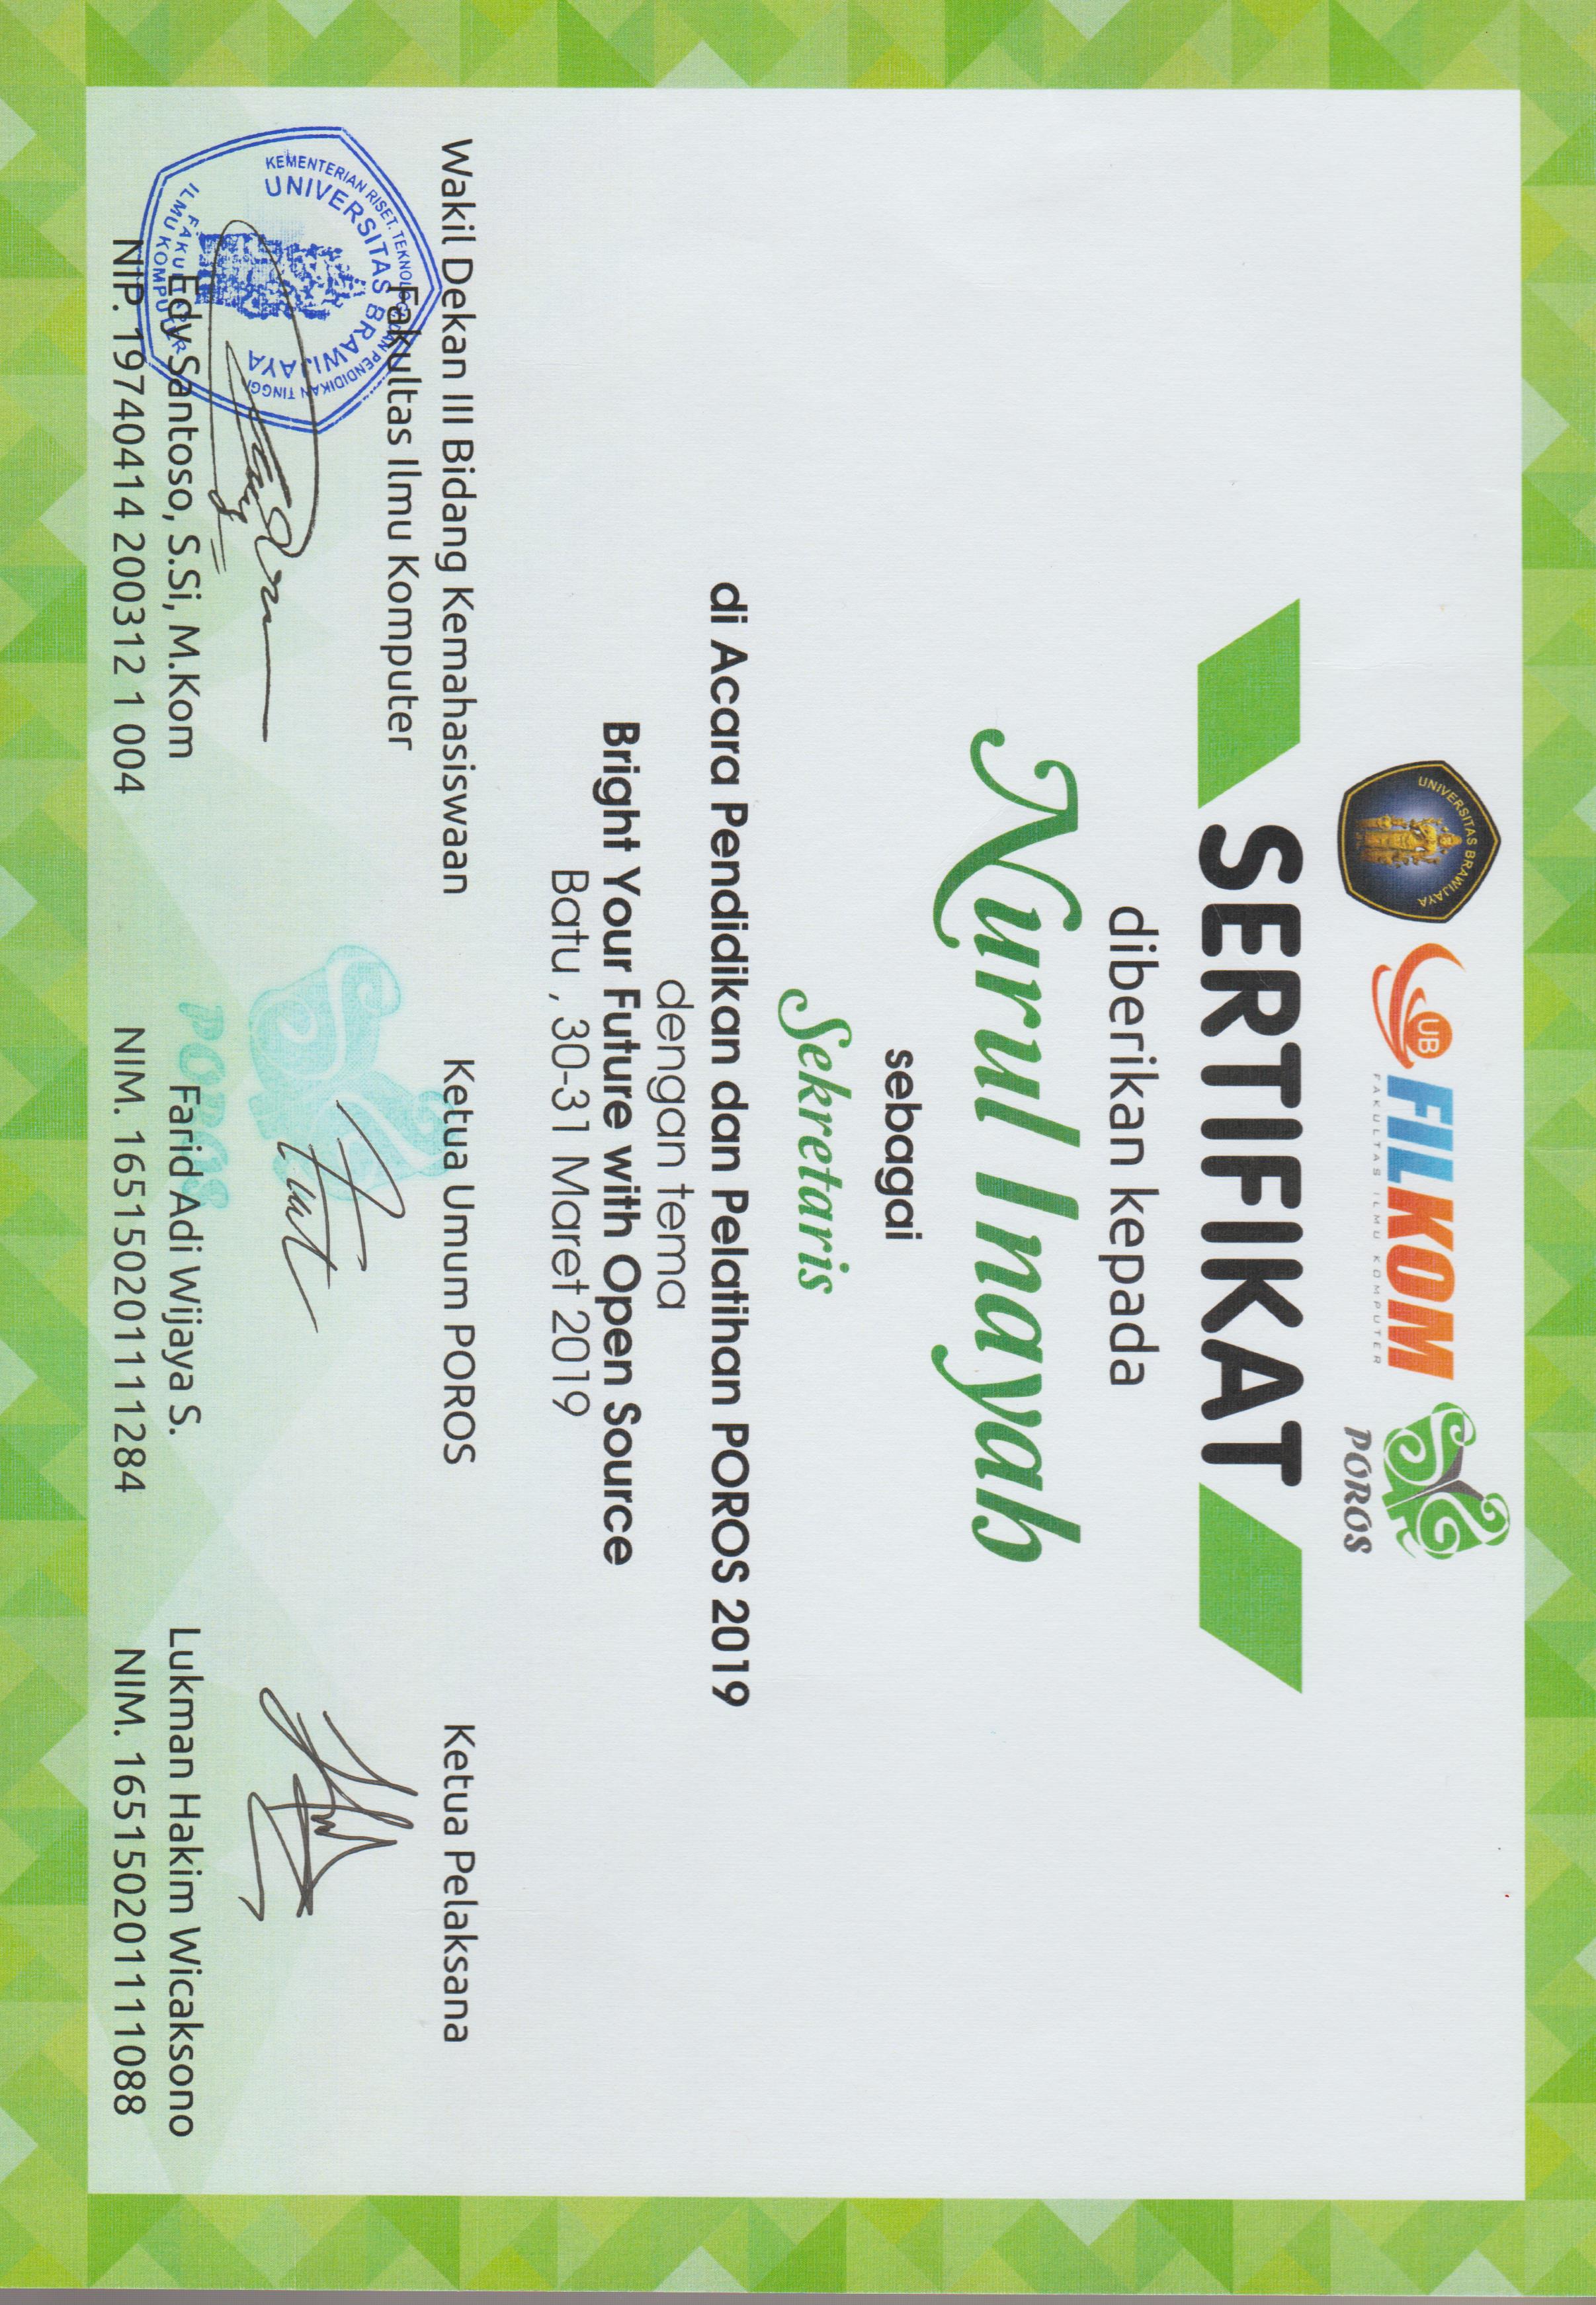 UNIVERSITAS BRAWIJAYA
UB
FILKOM
FAKULTAS ILMU KOMPUTER
POROS
SERTIFIKAT
diberikan kepada
Nurul Inayah
sebagai
Sekretaris
di Acara Pendidikan dan Pelatihan POROS 2019
dengan tema
Bright Your Future with Open Source
Batu , 30-31 Maret 2019
Wakil Dekan III Bidang Kemahasiswaan
Fakultas Ilmu Komputer
KEMENTERIAN RISET, TEKNOLOGI DAN PENDIDIKAN TINGGI
UNIVERSITAS BRAWIJAYA
FAKULTAS
ILMU KOMPUTER
Edy Santoso, S.Si, M.Kom
NIP. 19740414 200312 1 004
Ketua Umum POROS
POROS
Farid Adi Wijaya S.
NIM. 165150201111284
Ketua Pelaksana
Lukman Hakim Wicaksono
NIM. 165150201111088